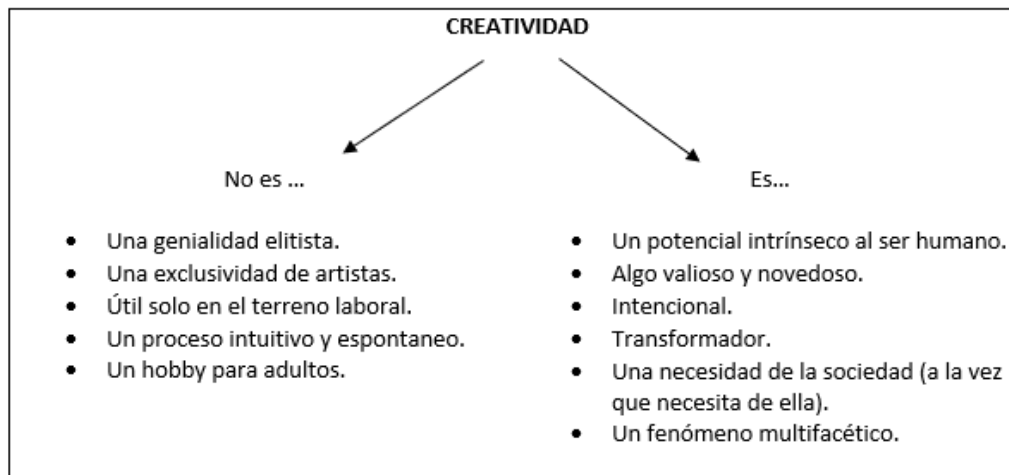 CREATIVIDAD
No es ...
• Una genialidad elitista.
• Una exclusividad de artistas.
• Útil solo en el terreno laboral.
• Un proceso intuitivo y espontaneo.
• Un hobby para adultos.
Es...
• Un potencial intrínseco al ser humano.
• Algo valioso y novedoso.
• Intencional.
• Transformador.
• Una necesidad de la sociedad (a la vez
que necesita de ella).
• Un fenómeno multifacético.